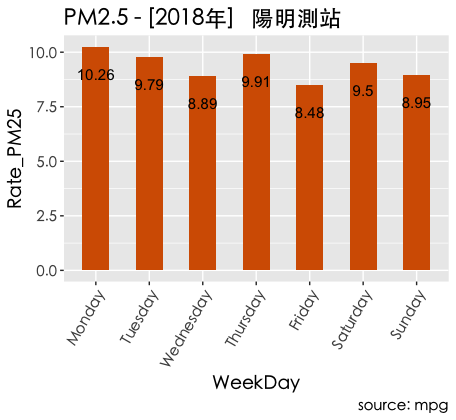 PM2.5 - [2018年] 陽明測站
Rate_PM25
10.0
7.5
5.0
2.5
0.0
10.26
9.79
8.89
9.91
8.48
9.5
8.95
Monday
Tuesday
Wednesday
Thursday
Friday
Saturday
Sunday
WeekDay
source: mpg